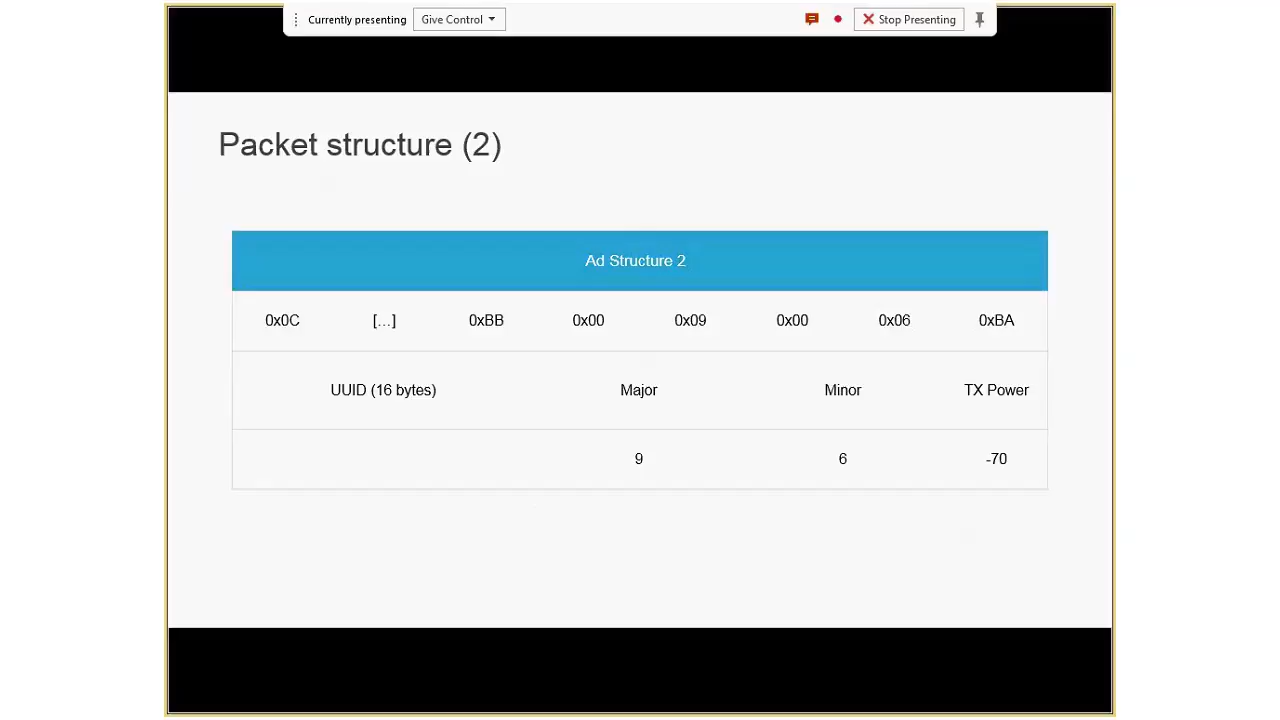 Currently presenting Give Control Stop Presenting
Packet structure (2)
Ad Structure 2
0x0C […] 0xBB 0x00 0x09 0x00 0x06 0xBA
UUID (16 bytes) Major Minor TX Power
9 6 -70